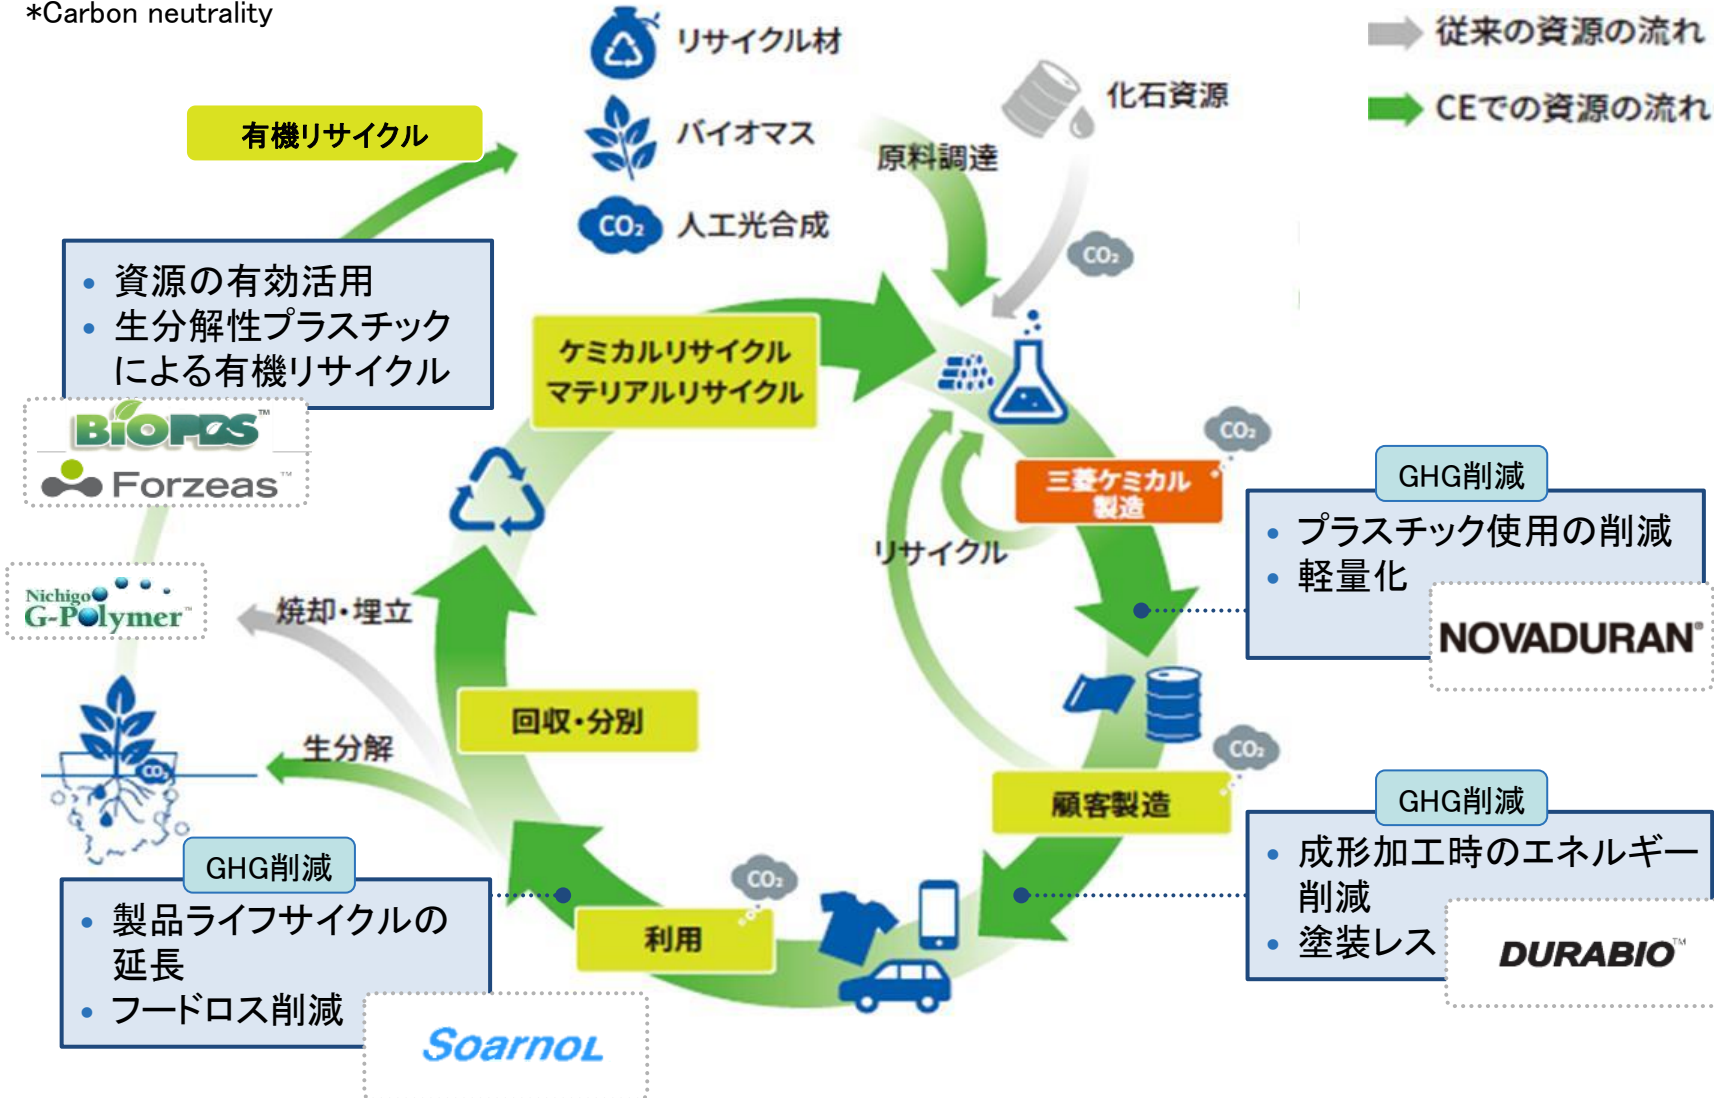 *Carbon neutrality
リサイクル材
バイオマス
CO₂
人工光合成
化石資源
従来の資源の流れ
CEでの資源の流れ
有機リサイクル
原料調達
CO₂
• 資源の有効活用
• 生分解性プラスチック
による有機リサイクル
BioPBS™
Forzeas™
ケミカルリサイクル
マテリアルリサイクル
CO₂
三菱ケミカル
製造
リサイクル
GHG削減
• プラスチック使用の削減
• 軽量化
NOVADURAN®
Nichigo
G-Polymer™
焼却・埋立
回収・分別
生分解
CO₂
CO₂
顧客製造
GHG削減
• 成形加工時のエネルギー
削減
• 塗装レス
DURABIO™
GHG削減
• 製品ライフサイクルの
延長
• フードロス削減
SoarnoL
CO₂
利用